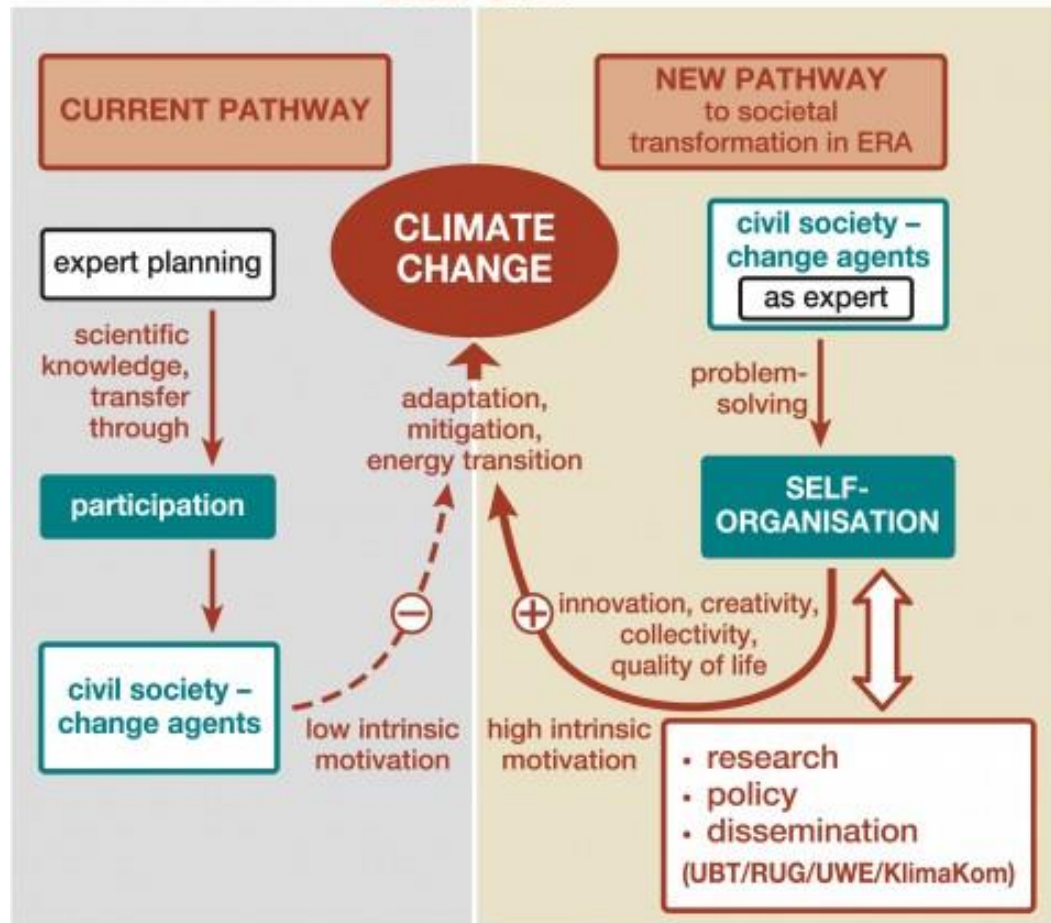 CURRENT PATHWAY
expert planning
scientific
knowledge,
transfer
through
participation
civil society –
change agents
low intrinsic
motivation
CLIMATE
CHANGE
adaptation,
mitigation,
energy transition
NEW PATHWAY
to societal
transformation in ERA
civil society –
change agents
as expert
problem-
solving
SELF-
ORGANISATION
innovation, creativity,
collectivity,
quality of life
high intrinsic
motivation
• research
• policy
• dissemination
(UBT/RUG/UWE/KlimaKom)